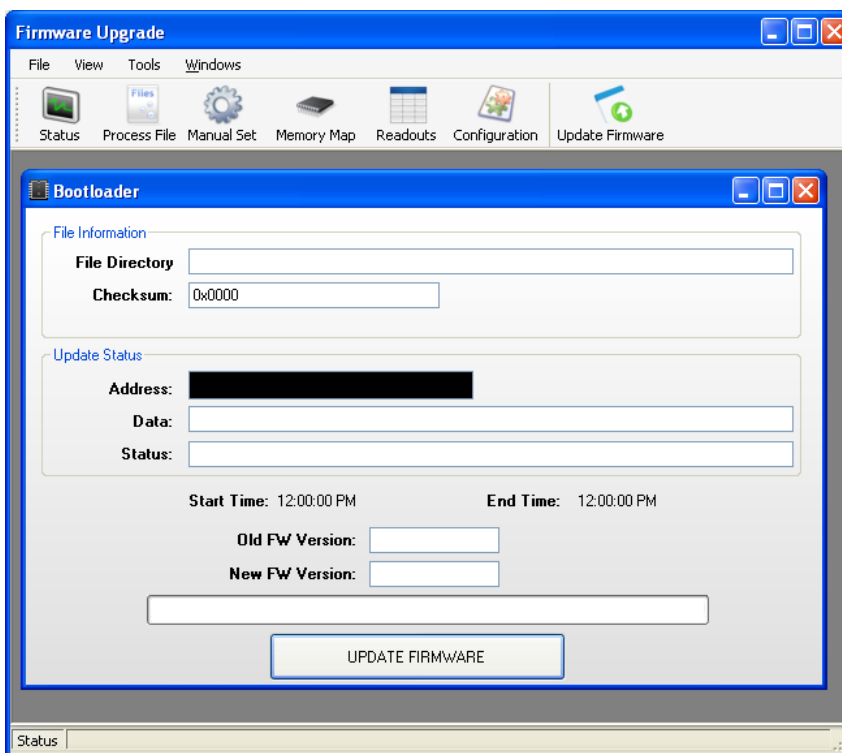 Firmware Upgrade
File View Tools Windows
Files
Status Process File Manual Set Memory Map Readouts Configuration Update Firmware
Bootloader
File Information
File Directory
Checksum: 0x0000
Update Status
Address:
Data:
Status:
Start Time: 12:00:00 PM End Time: 12:00:00 PM
Old FW Version:
New FW Version:
UPDATE FIRMWARE
Status